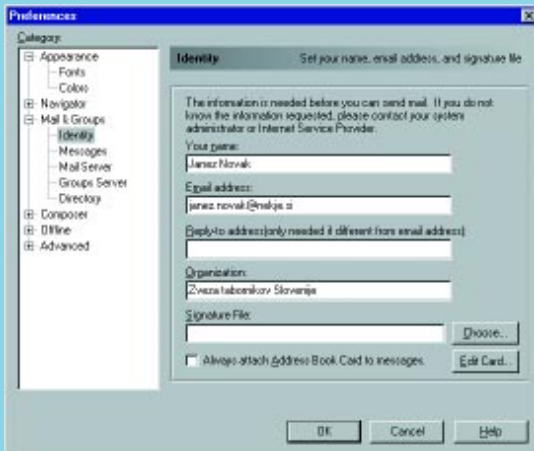 Preferences
Category:
Appearance
Fonts
Colors
Navigator
Mail & Groups
Identity
Messages
Mail Server
Groups Server
Directory
Composer
Offline
Advanced
Identity Set your name, email address, and signature file
The information is needed before you can send mail. If you do not
know the information requested, please contact your system
administrator or Internet Service Provider.
Your name:
Janez Novak
Email address:
janez.novak@nekje.si
Reply-to address(only needed if different from email address):
Organization:
Zveza tabornikov Slovenije
Signature File:
Choose...
Always attach Address Book Card to messages.
Edit Card...
OK Cancel Help